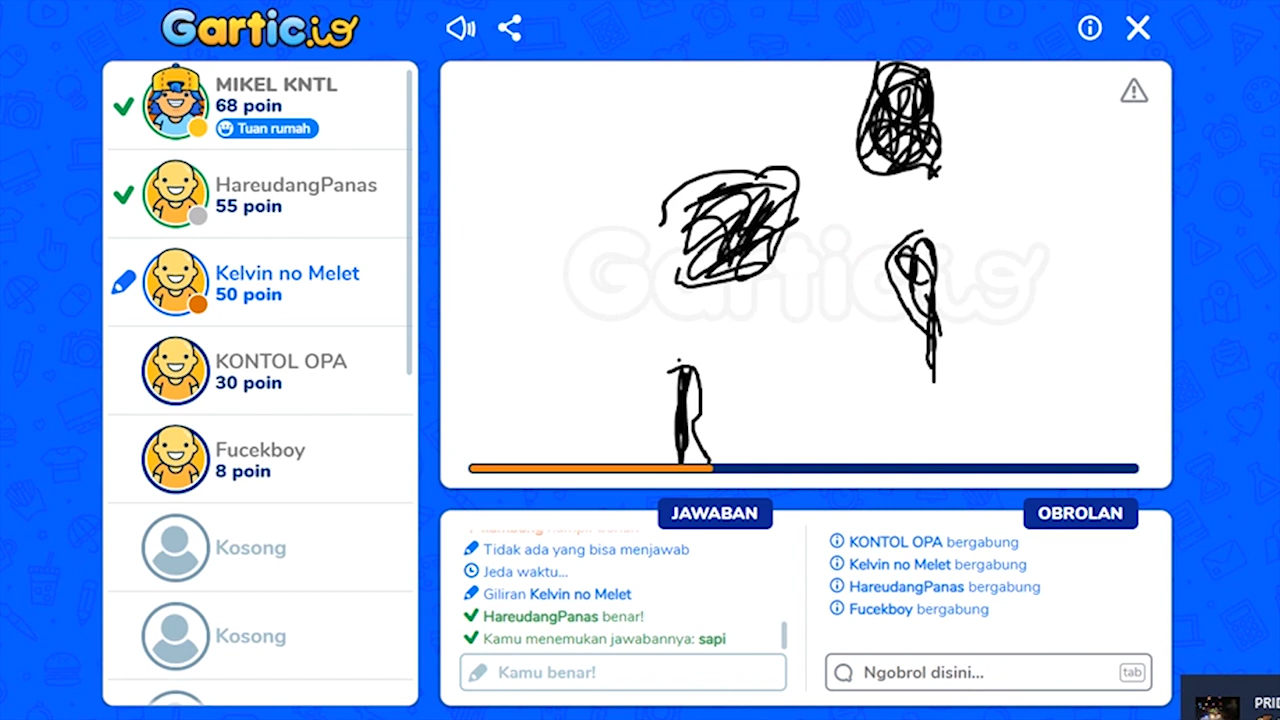 Gartic.io
MIKEL KNTL
68 poin
Tuan rumah
HareudangPanas
55 poin
Kelvin no Melet
50 poin
KONTOL OPA
30 poin
Fucekboy
8 poin
Kosong
Kosong
Gartic.io
JAWABAN
Tidak ada yang bisa menjawab
Jeda waktu...
Giliran Kelvin no Melet
HareudangPanas benar!
Kamu menemukan jawabannya: sapi
Kamu benar!
OBROLAN
KONTOL OPA bergabung
Kelvin no Melet bergabung
HareudangPanas bergabung
Fucekboy bergabung
Ngobrol disini...
tab